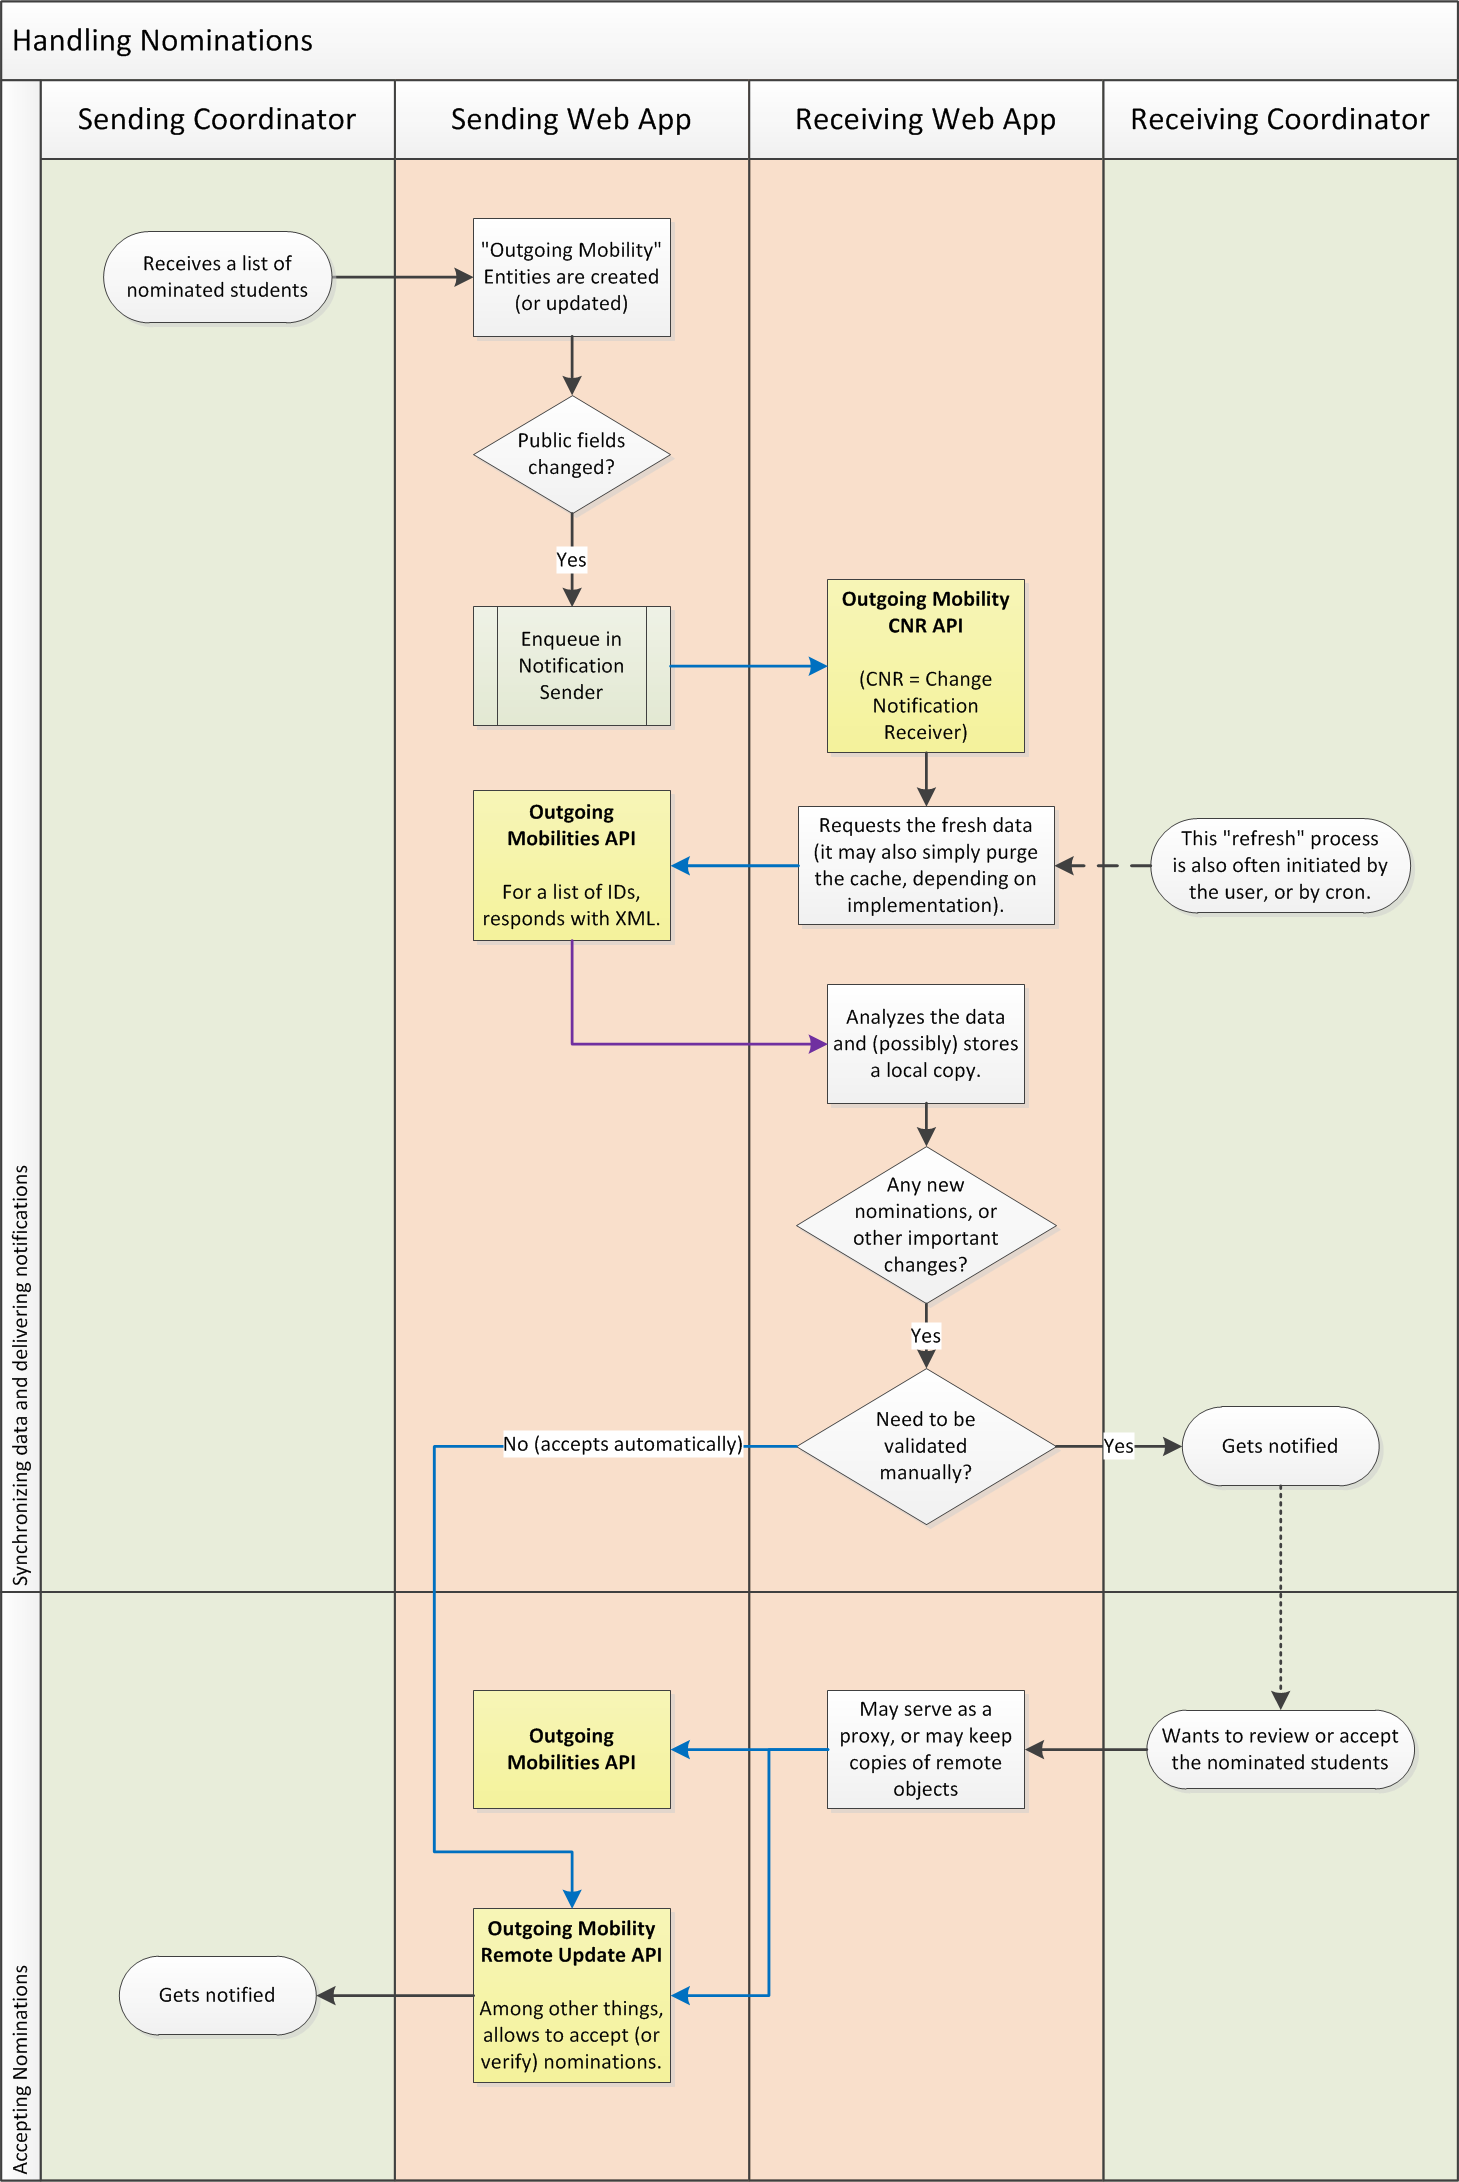 Handling Nominations
Sending Coordinator
Sending Web App
Receiving Web App
Receiving Coordinator
Synchronizing data and delivering notifications
Receives a list of
nominated students
"Outgoing Mobility"
Entities are created
(or updated)
Public fields
changed?
Yes
Enqueue in
Notification
Sender
Outgoing Mobility
CNR API
(CNR = Change
Notification
Receiver)
Outgoing
Mobilities API
For a list of IDs,
responds with XML.
Requests the fresh data
(it may also simply purge
the cache, depending on
implementation).
This "refresh" process
is also often initiated by
the user, or by cron.
Analyzes the data
and (possibly) stores
a local copy.
Any new
nominations, or
other important
changes?
Yes
Need to be
validated
manually?
No (accepts automatically)
Yes
Gets notified
Accepting Nominations
Outgoing
Mobilities API
May serve as a
proxy, or may keep
copies of remote
objects
Wants to review or accept
the nominated students
Outgoing Mobility
Remote Update API
Among other things,
allows to accept (or
verify) nominations.
Gets notified